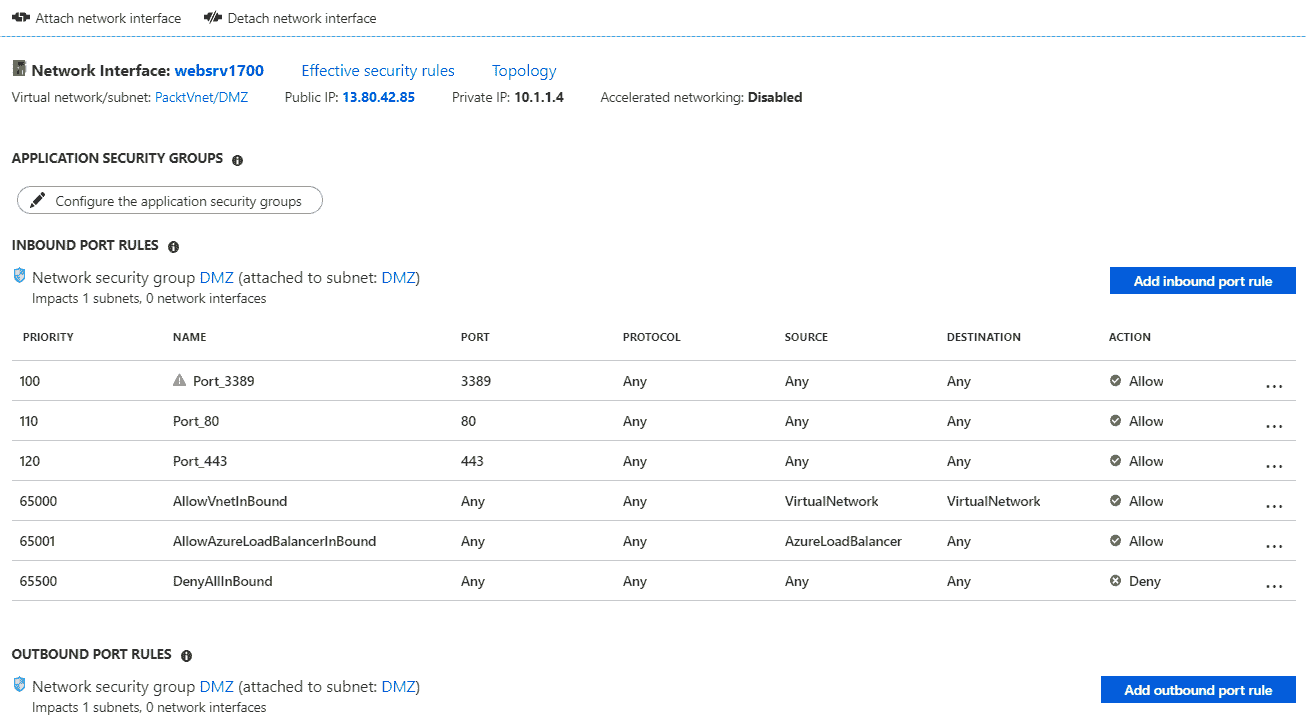 Attach network interface Detach network interface
Network Interface: websrv1700 Effective security rules Topology
Virtual network/subnet: PacktVnet/DMZ Public IP: 13.80.42.85 Private IP: 10.1.1.4 Accelerated networking: Disabled
APPLICATION SECURITY GROUPS
Configure the application security groups
INBOUND PORT RULES
Network security group DMZ (attached to subnet: DMZ)
Impacts 1 subnets, 0 network interfaces
Add inbound port rule
PRIORITY NAME PORT PROTOCOL SOURCE DESTINATION ACTION
100 Port_3389 3389 Any Any Any Allow ...
110 Port_80 80 Any Any Any Allow ...
120 Port_443 443 Any Any Any Allow ...
65000 AllowVnetInBound Any Any VirtualNetwork VirtualNetwork Allow ...
65001 AllowAzureLoadBalancerInBound Any Any AzureLoadBalancer Any Allow ...
65500 DenyAllInBound Any Any Any Any Deny ...
OUTBOUND PORT RULES
Network security group DMZ (attached to subnet: DMZ)
Impacts 1 subnets, 0 network interfaces
Add outbound port rule